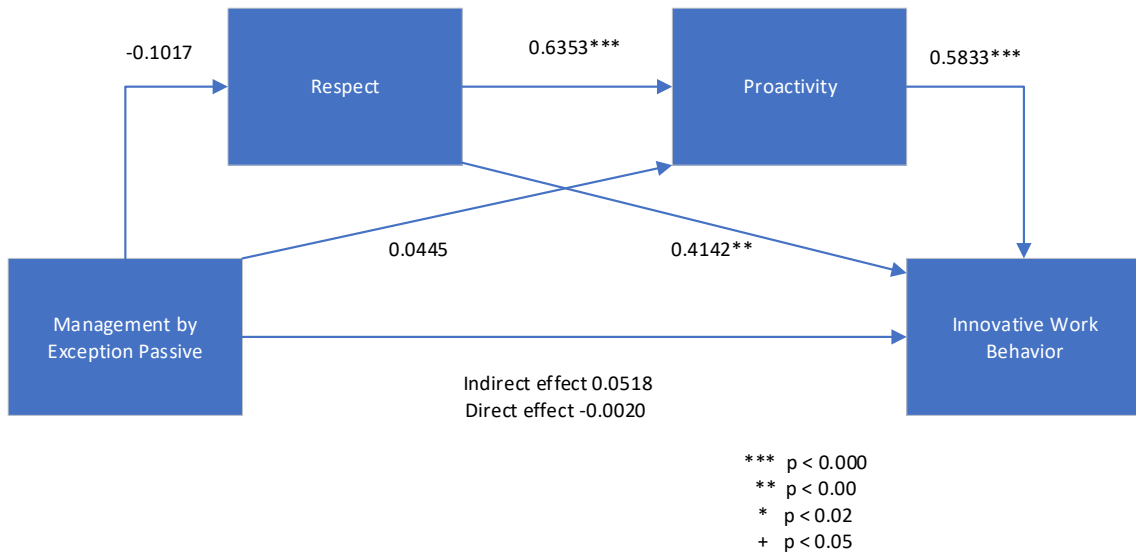 -0.1017
0.6353***
0.5833***
Respect
Proactivity
0.0445
0.4142**
Management by
Exception Passive
Innovative Work
Behavior
Indirect effect 0.0518
Direct effect -0.0020
*** p < 0.000
** p < 0.00
* p < 0.02
+ p < 0.05